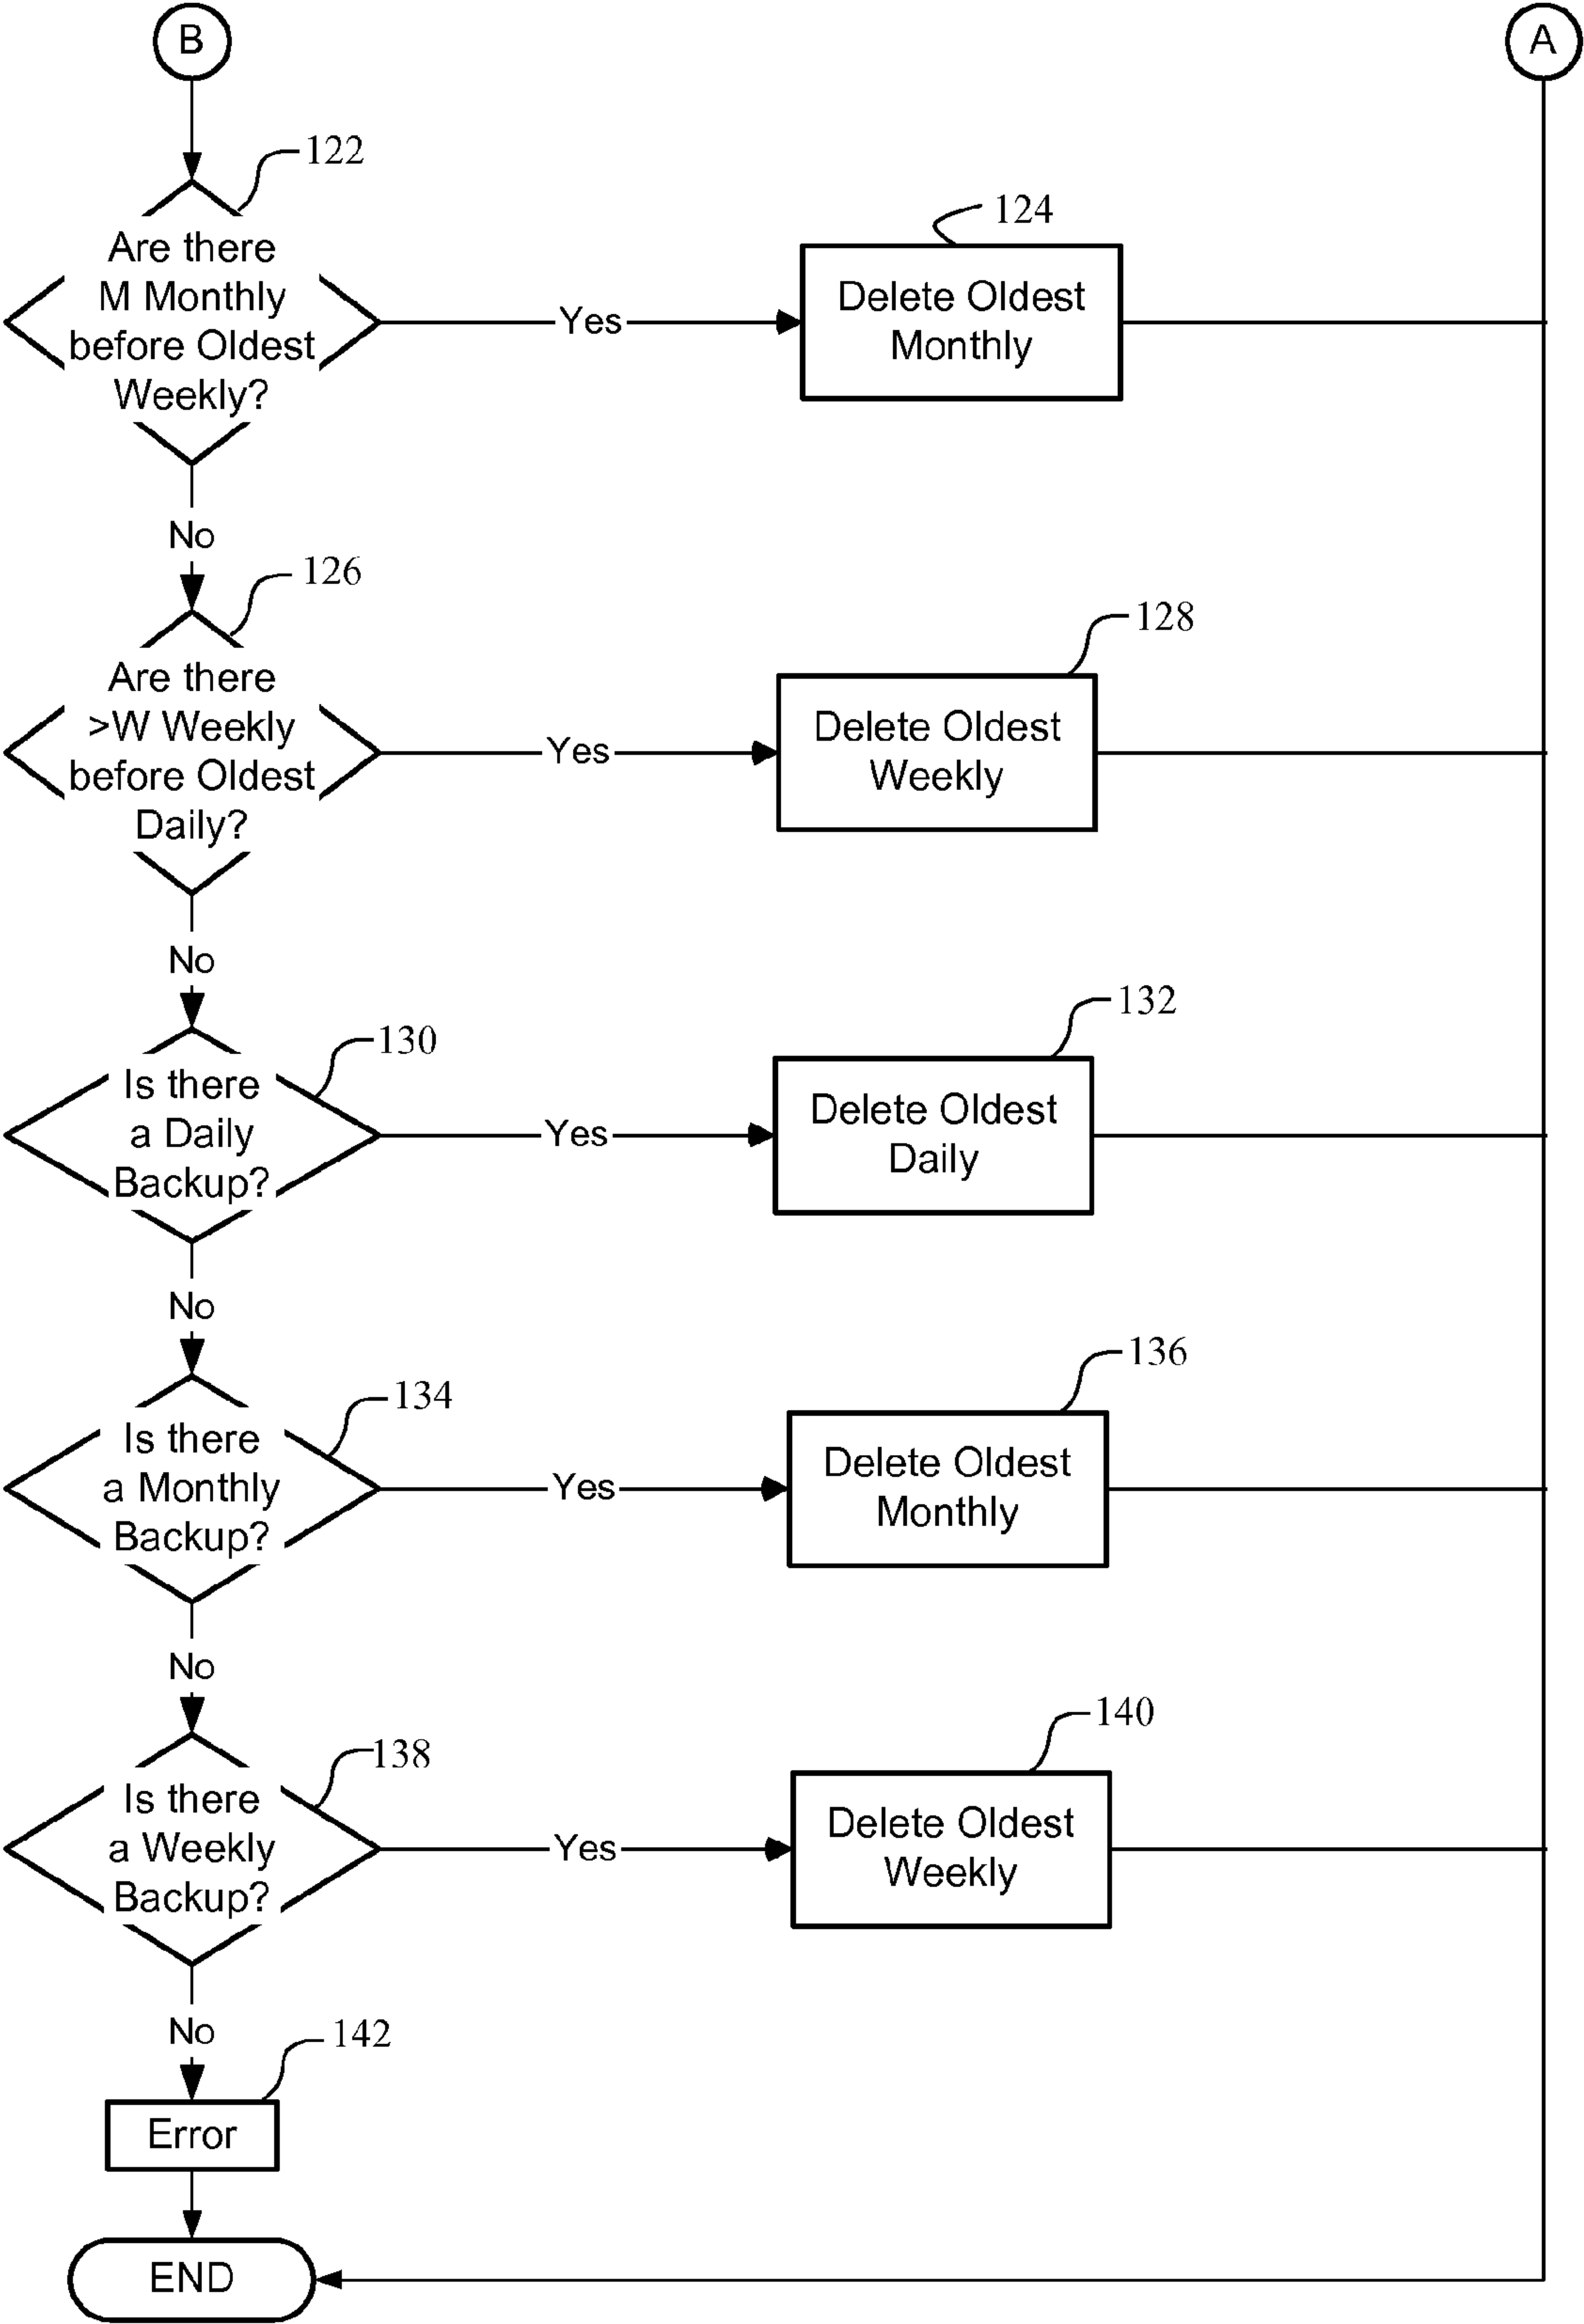 B
A
122
Are there
M Monthly
before Oldest
Weekly?
Yes
124
Delete Oldest
Monthly
No
126
Are there
>W Weekly
before Oldest
Daily?
Yes
128
Delete Oldest
Weekly
No
130
Is there
a Daily
Backup?
Yes
132
Delete Oldest
Daily
No
134
Is there
a Monthly
Backup?
Yes
136
Delete Oldest
Monthly
No
138
Is there
a Weekly
Backup?
Yes
140
Delete Oldest
Weekly
No
142
Error
END